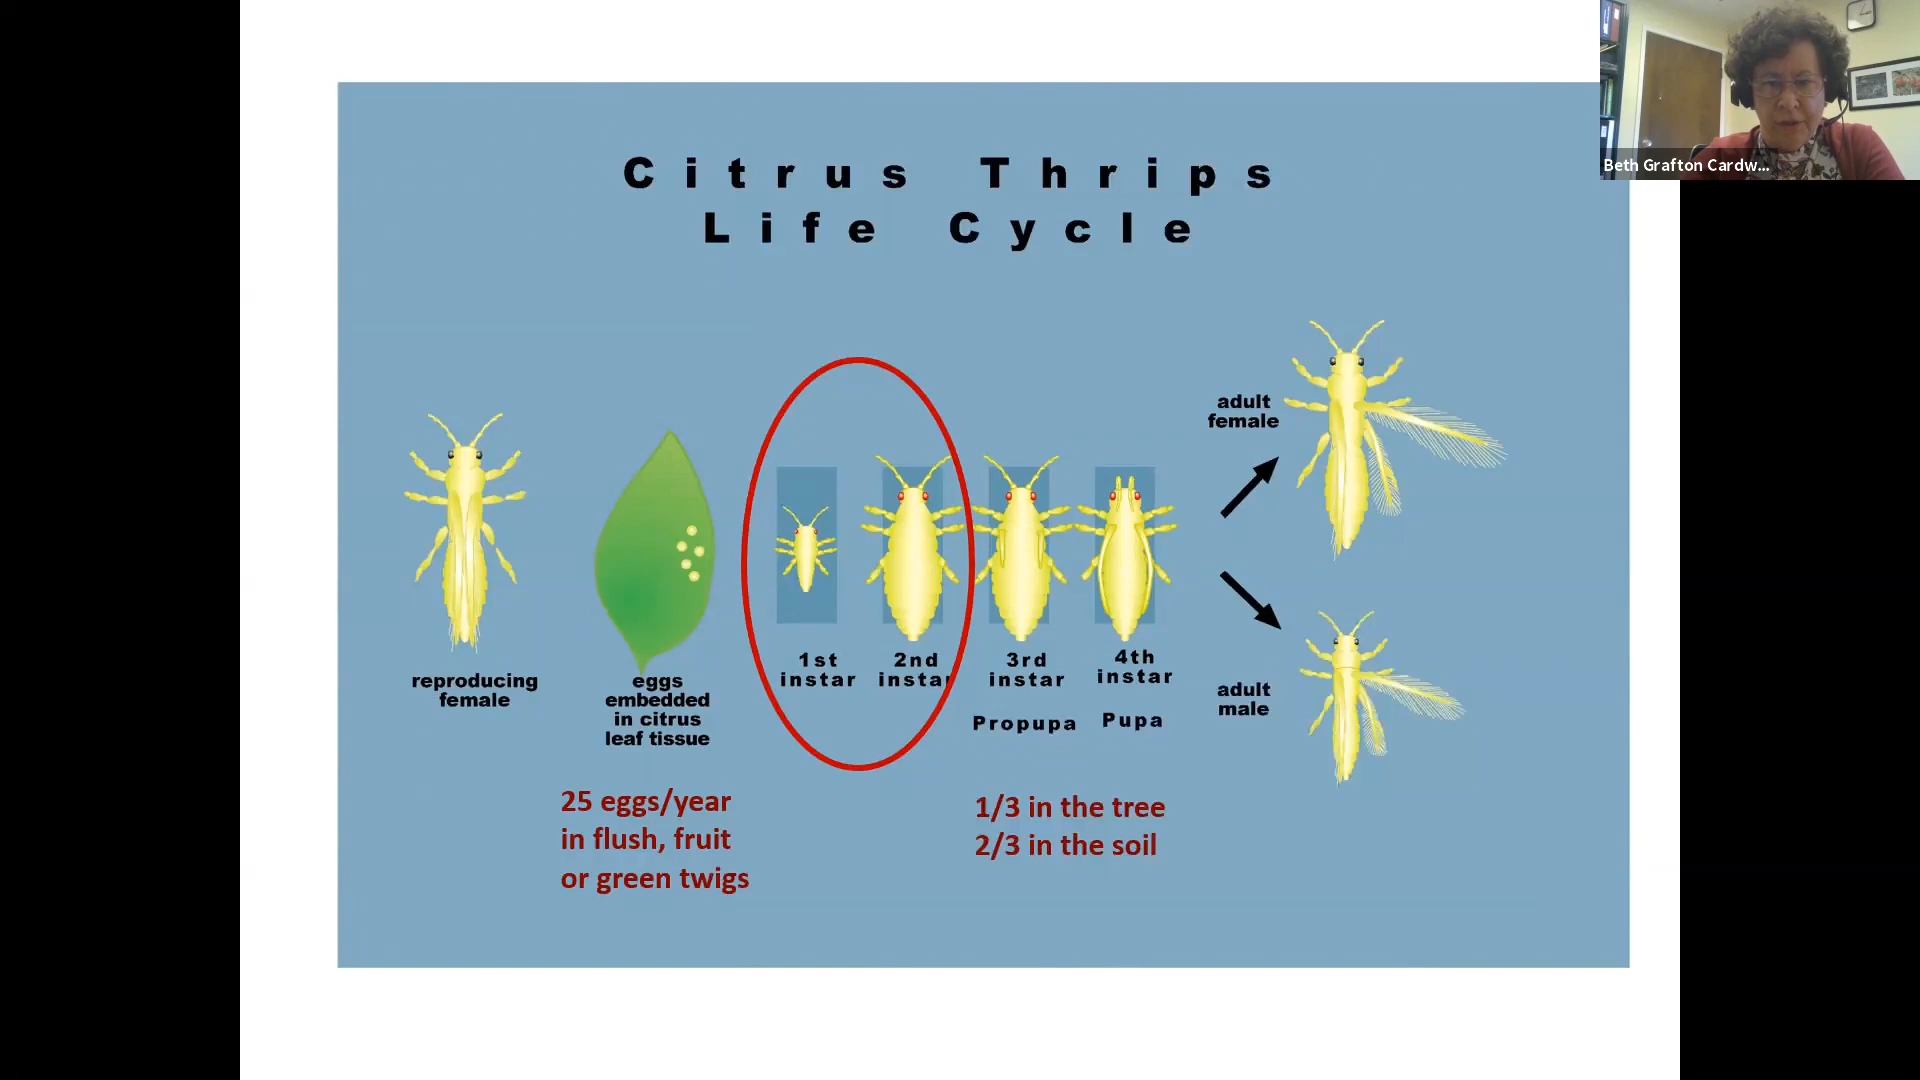 Beth Grafton Cardw...
Citrus Thrips
Life Cycle
reproducing
female
eggs
embedded
in citrus
leaf tissue
1st
instar
2nd
instar
3rd
instar
Propupa
4th
instar
Pupa
adult
female
adult
male
25 eggs/year
in flush, fruit
or green twigs
1/3 in the tree
2/3 in the soil